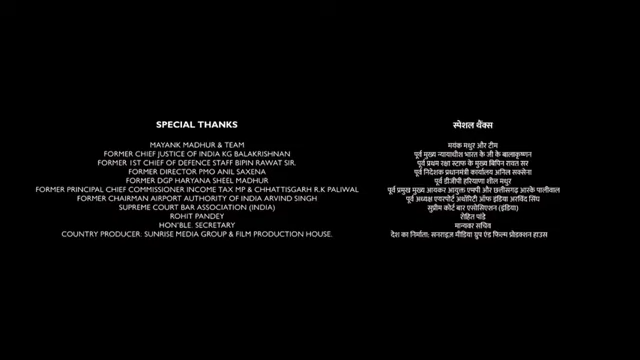 SPECIAL THANKS
MAYANK MADHUR & TEAM
FORMER CHIEF JUSTICE OF INDIA KG BALAKRISHNAN
FORMER 1ST CHIEF OF DEFENCE STAFF BIPIN RAWAT SIR.
FORMER DIRECTOR PMO ANIL SAXENA
FORMER DGP HARYANA SHEEL MADHUR
FORMER PRINCIPAL CHIEF COMMISSIONER INCOME TAX MP & CHHATTISGARH R.K PALIWAL
FORMER CHAIRMAN AIRPORT AUTHORITY OF INDIA ARVIND SINGH
SUPREME COURT BAR ASSOCIATION (INDIA)
ROHIT PANDEY
HON'BLE. SECRETARY
COUNTRY PRODUCER: SUNRISE MEDIA GROUP & FILM PRODUCTION HOUSE.
स्पेशल थैंक्स
मयंक मधुर और टीम
पूर्व मुख्य न्यायाधीश भारत के जी के बालाकृष्णन
पूर्व प्रथम रक्षा स्टाफ के मुख्य बिपिन रावत सर
पूर्व निदेशक प्रधानमंत्री कार्यालय अनिल सक्सेना
पूर्व डीजीपी हरियाणा शील मधुर
पूर्व प्रमुख मुख्य आयकर आयुक्त एमपी और छत्तीसगढ़ आरके पालीवाल
पूर्व अध्यक्ष एयरपोर्ट अथॉरिटी ऑफ इंडिया अरविंद सिंघ
सुप्रीम कोर्ट बार एसोसिएशन (इंडिया)
रोहित पांडे
मान्यवर सचिव
देश का निर्माता: सनराइज मीडिया ग्रुप एंड फिल्म प्रोडक्शन हाउस